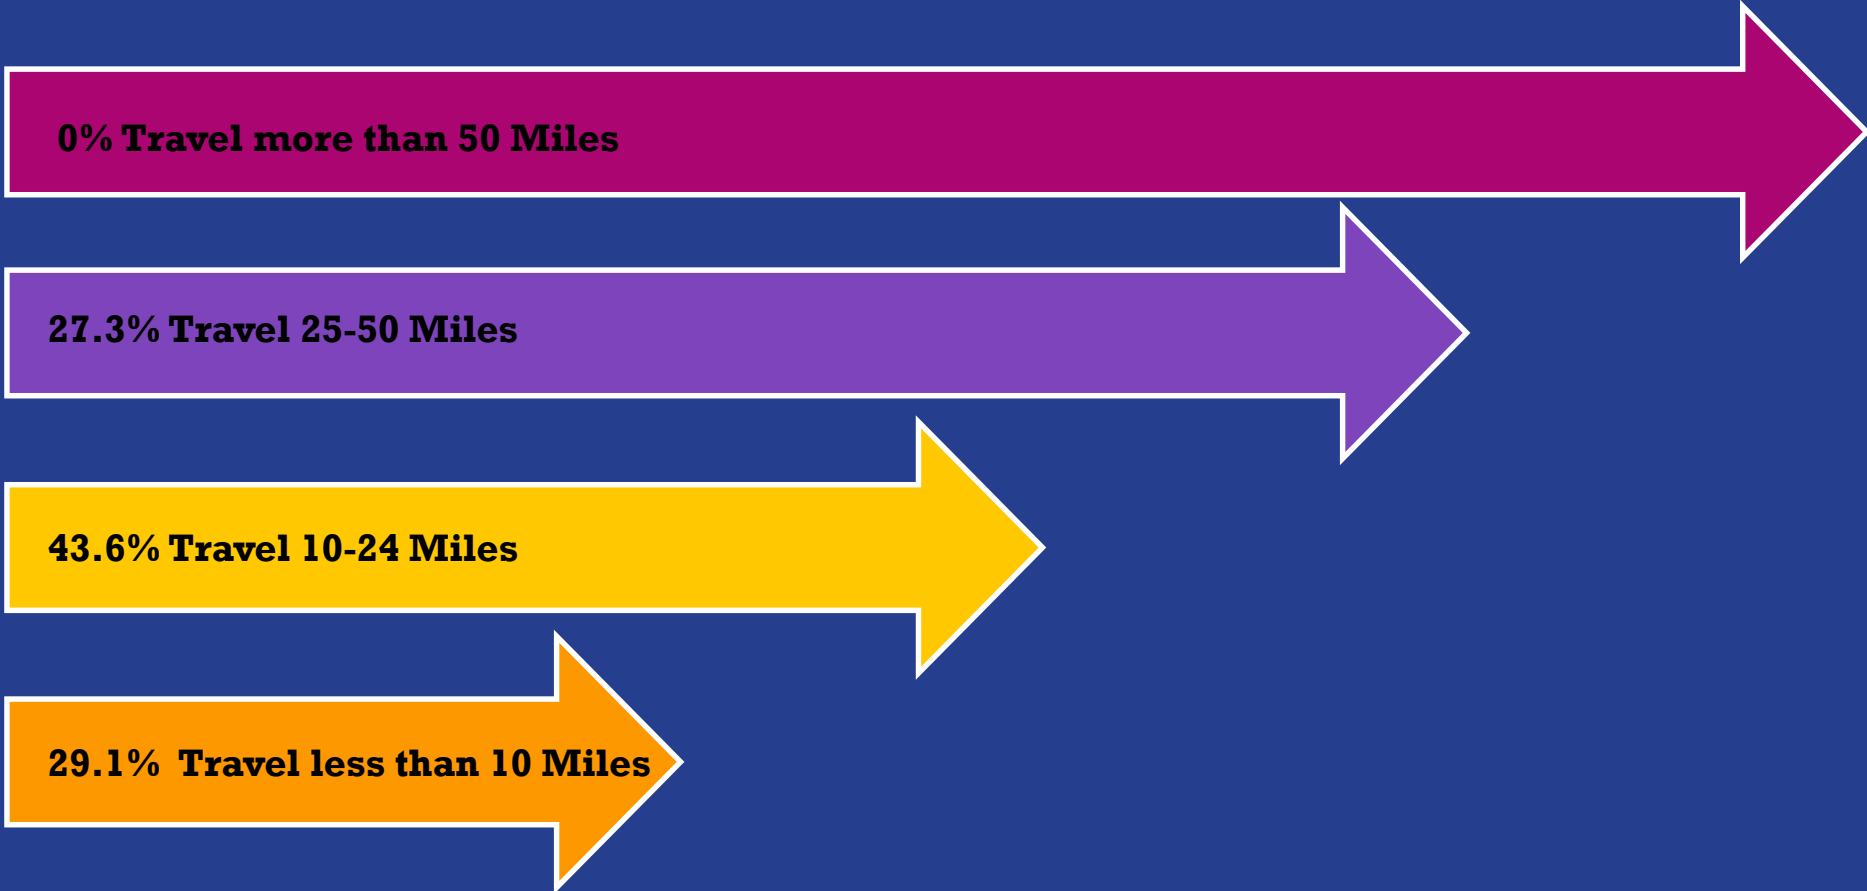 0% Travel more than 50 Miles
27.3% Travel 25-50 Miles
43.6% Travel 10-24 Miles
29.1% Travel less than 10 Miles